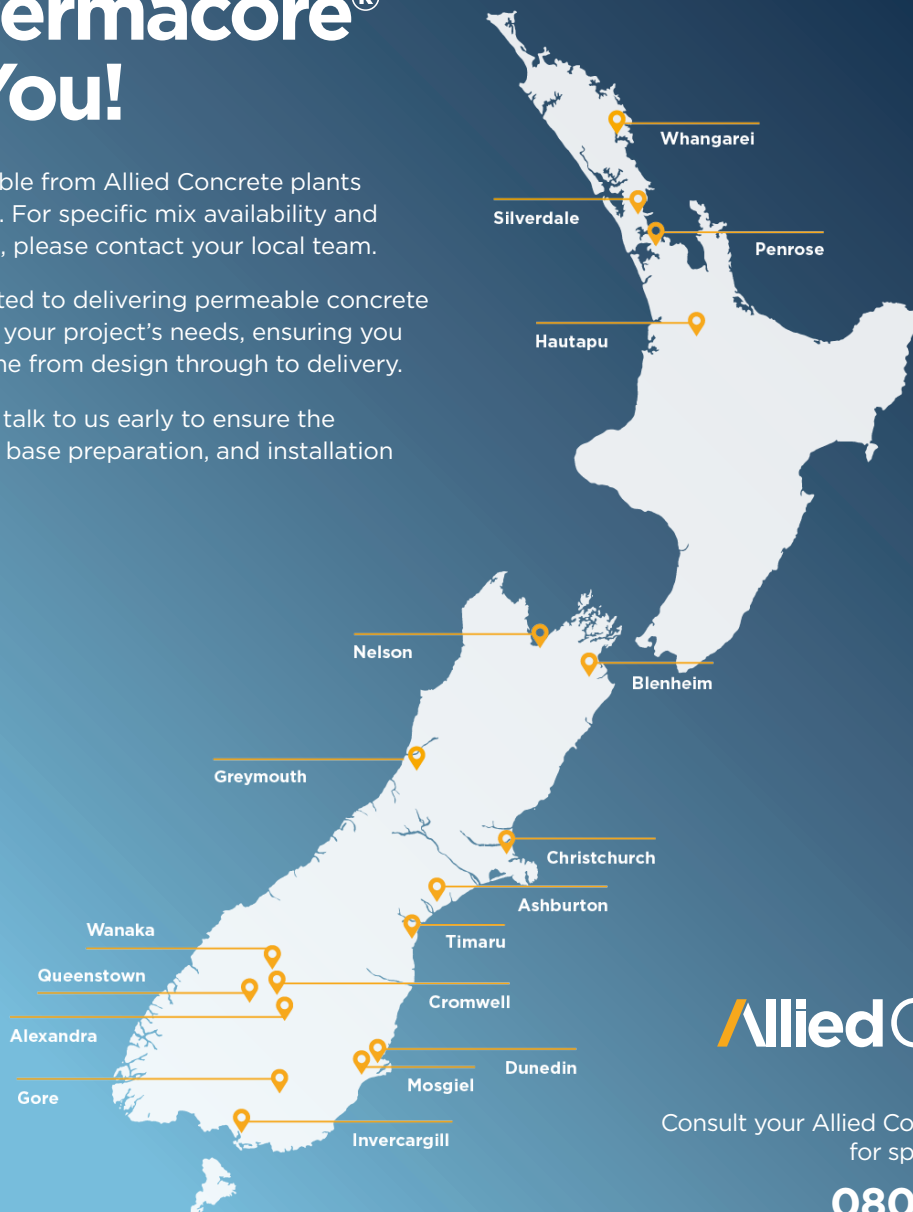 ermacore®
You!
ble from Allied Concrete plants
. For specific mix availability and
, please contact your local team.
ted to delivering permeable concrete
your project's needs, ensuring you
ne from design through to delivery.
talk to us early to ensure the
base preparation, and installation
Whangarei
Silverdale
Penrose
Hautapu
Nelson
Blenheim
Greymouth
Christchurch
Ashburton
Wanaka
Timaru
Queenstown
Cromwell
Alexandra
Dunedin
Mosgiel
Gore
Invercargill
Allied C
Consult your Allied Co
for sp
080